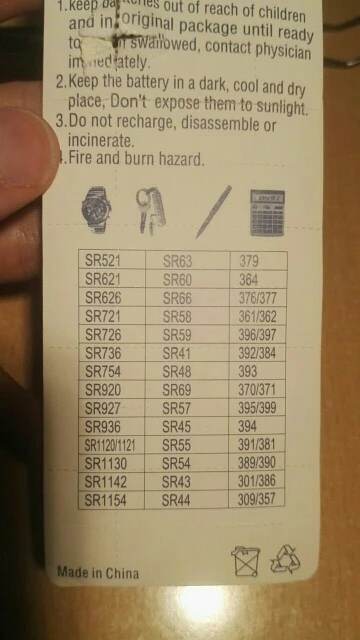 1.keep batteries out of reach of children
and in original package until ready
to swallowed, contact physician
immediately.
2.Keep the battery in a dark, cool and dry
place, Don't expose them to sunlight.
3.Do not recharge, disassemble or
incinerate.
4.Fire and burn hazard.
SR521 SR63 379
SR621 SR60 364
SR626 SR66 376/377
SR721 SR58 361/362
SR726 SR59 396/397
SR736 SR41 392/384
SR754 SR48 393
SR920 SR69 370/371
SR927 SR57 395/399
SR936 SR45 394
SR1120/1121 SR55 391/381
SR1130 SR54 389/390
SR1142 SR43 301/386
SR1154 SR44 309/357
Made in China